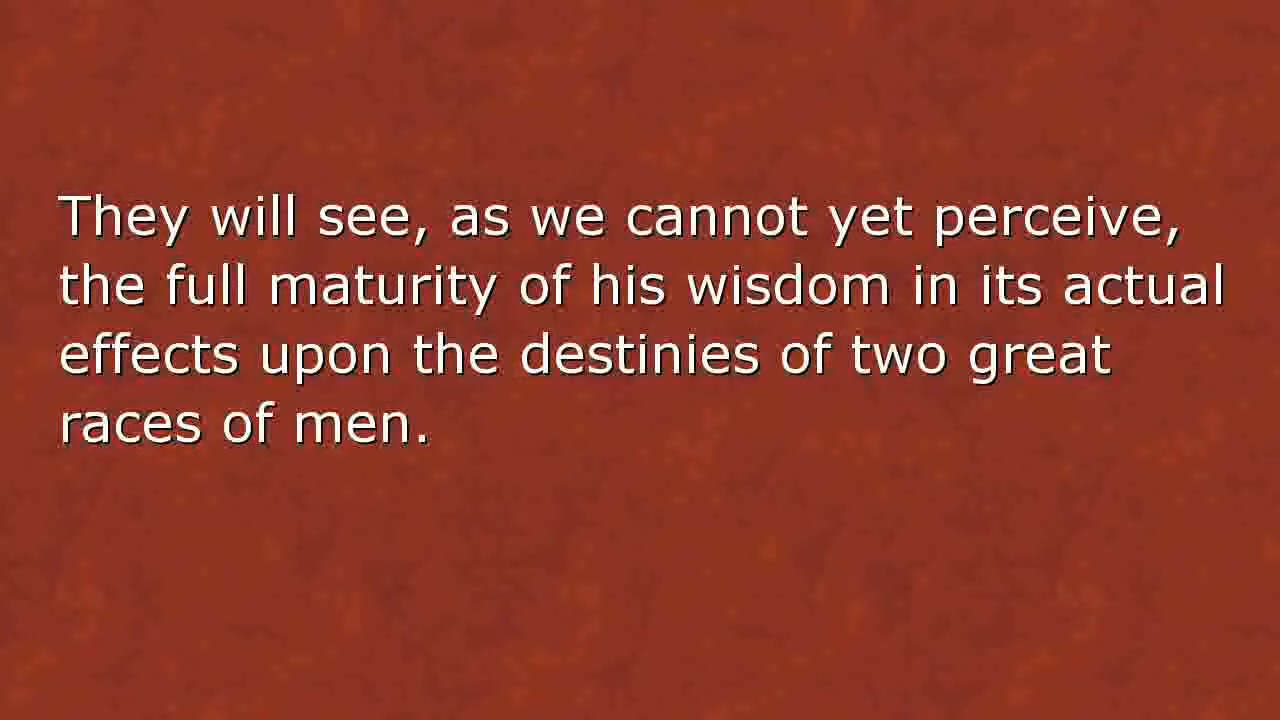 They will see, as we cannot yet perceive,
the full maturity of his wisdom in its actual
effects upon the destinies of two great
races of men.